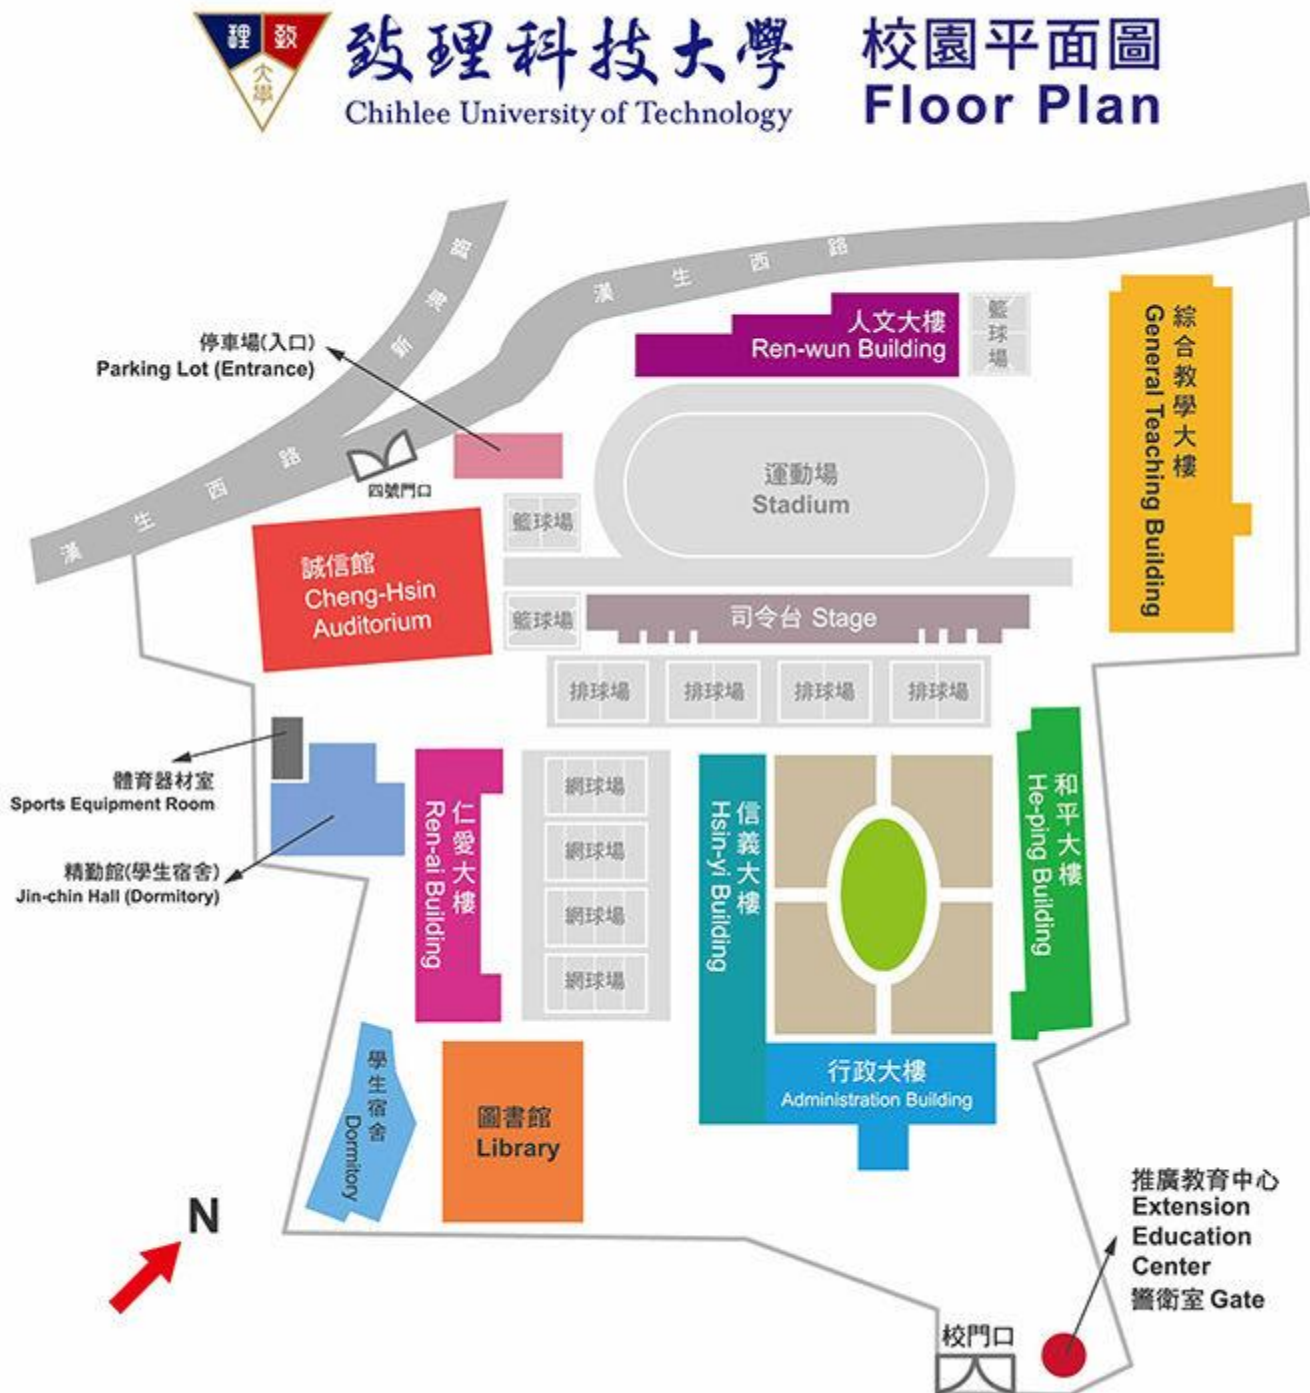 致理科技大學
Chihlee University of Technology
理致
大學
校園平面圖
Floor Plan
漢生西路
縣民新
漢生西路
停車場(入口)
Parking Lot (Entrance)
四號門口
人文大樓
Ren-wun Building
籃球場
綜合教學大樓
General Teaching Building
運動場
Stadium
籃球場
誠信館
Cheng-Hsin
Auditorium
籃球場
司令台 Stage
排球場
排球場
排球場
排球場
體育器材室
Sports Equipment Room
精勤館(學生宿舍)
Jin-chin Hall (Dormitory)
仁愛大樓
Ren-ai Building
網球場
網球場
網球場
網球場
信義大樓
Hsin-yi Building
和平大樓
He-ping Building
學生宿舍
Dormitory
圖書館
Library
行政大樓
Administration Building
N
推廣教育中心
Extension
Education
Center
警衛室 Gate
校門口